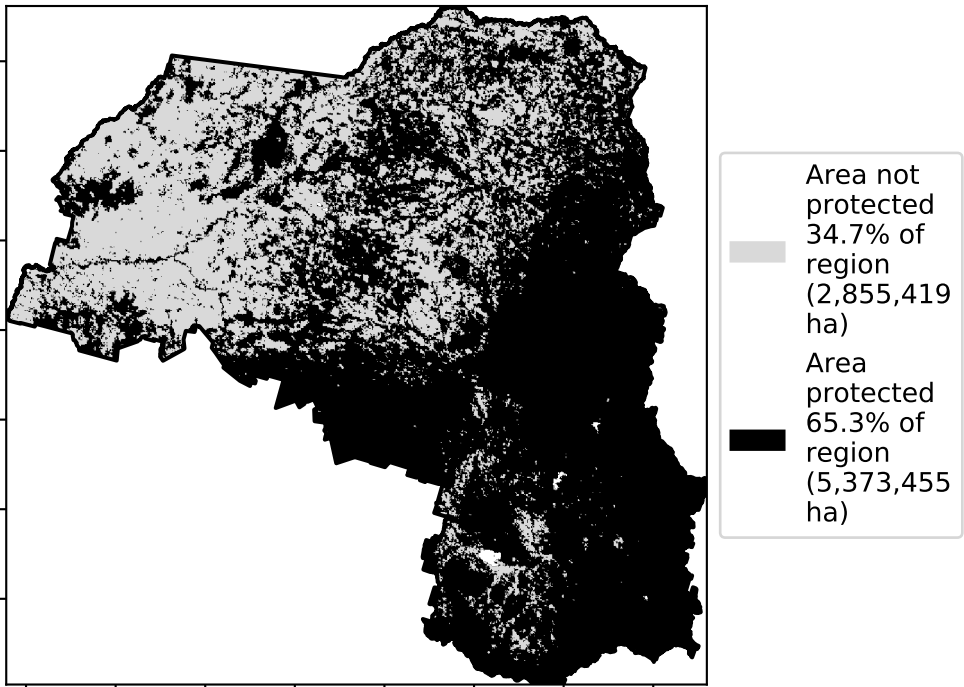 Area not
protected
34.7% of
region
(2,855,419
ha)
Area
protected
65.3% of
region
(5,373,455
ha)